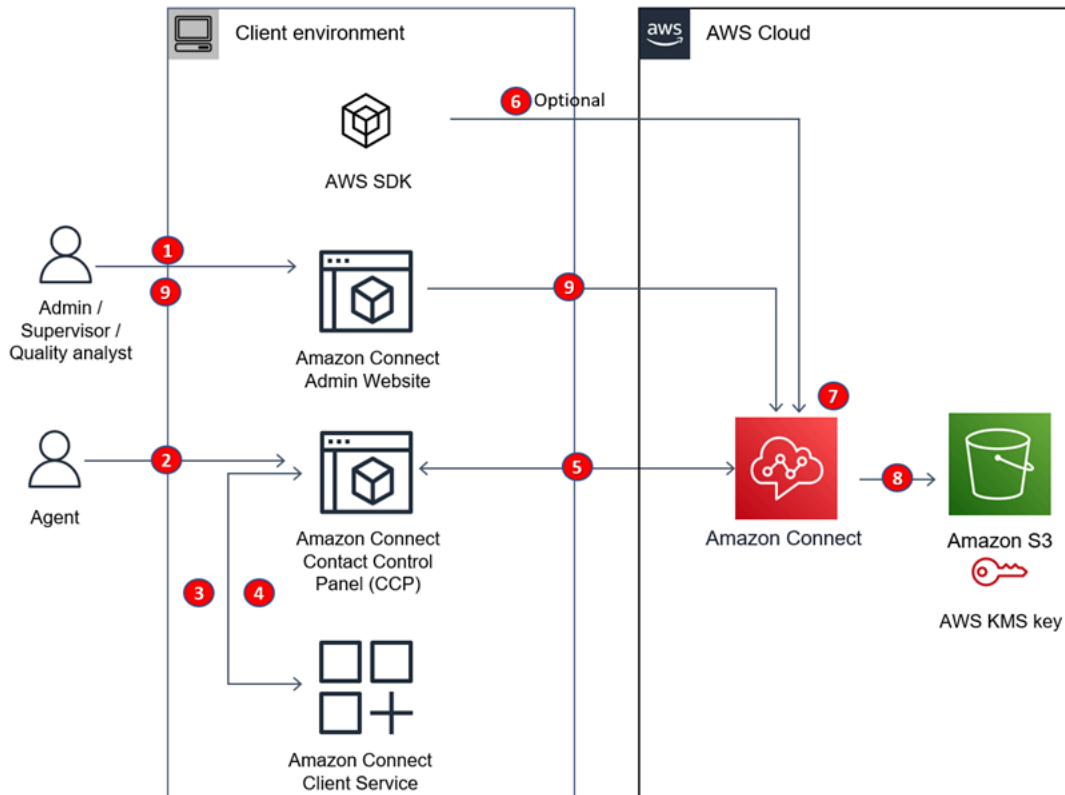 Client environment
aws
AWS Cloud
6 Optional
AWS SDK
1
9
Admin /
Supervisor /
Quality analyst
Amazon Connect
Admin Website
9
7
2
Agent
Amazon Connect
Contact Control
Panel (CCP)
5
Amazon Connect
8
Amazon S3
AWS KMS key
3
4
Amazon Connect
Client Service